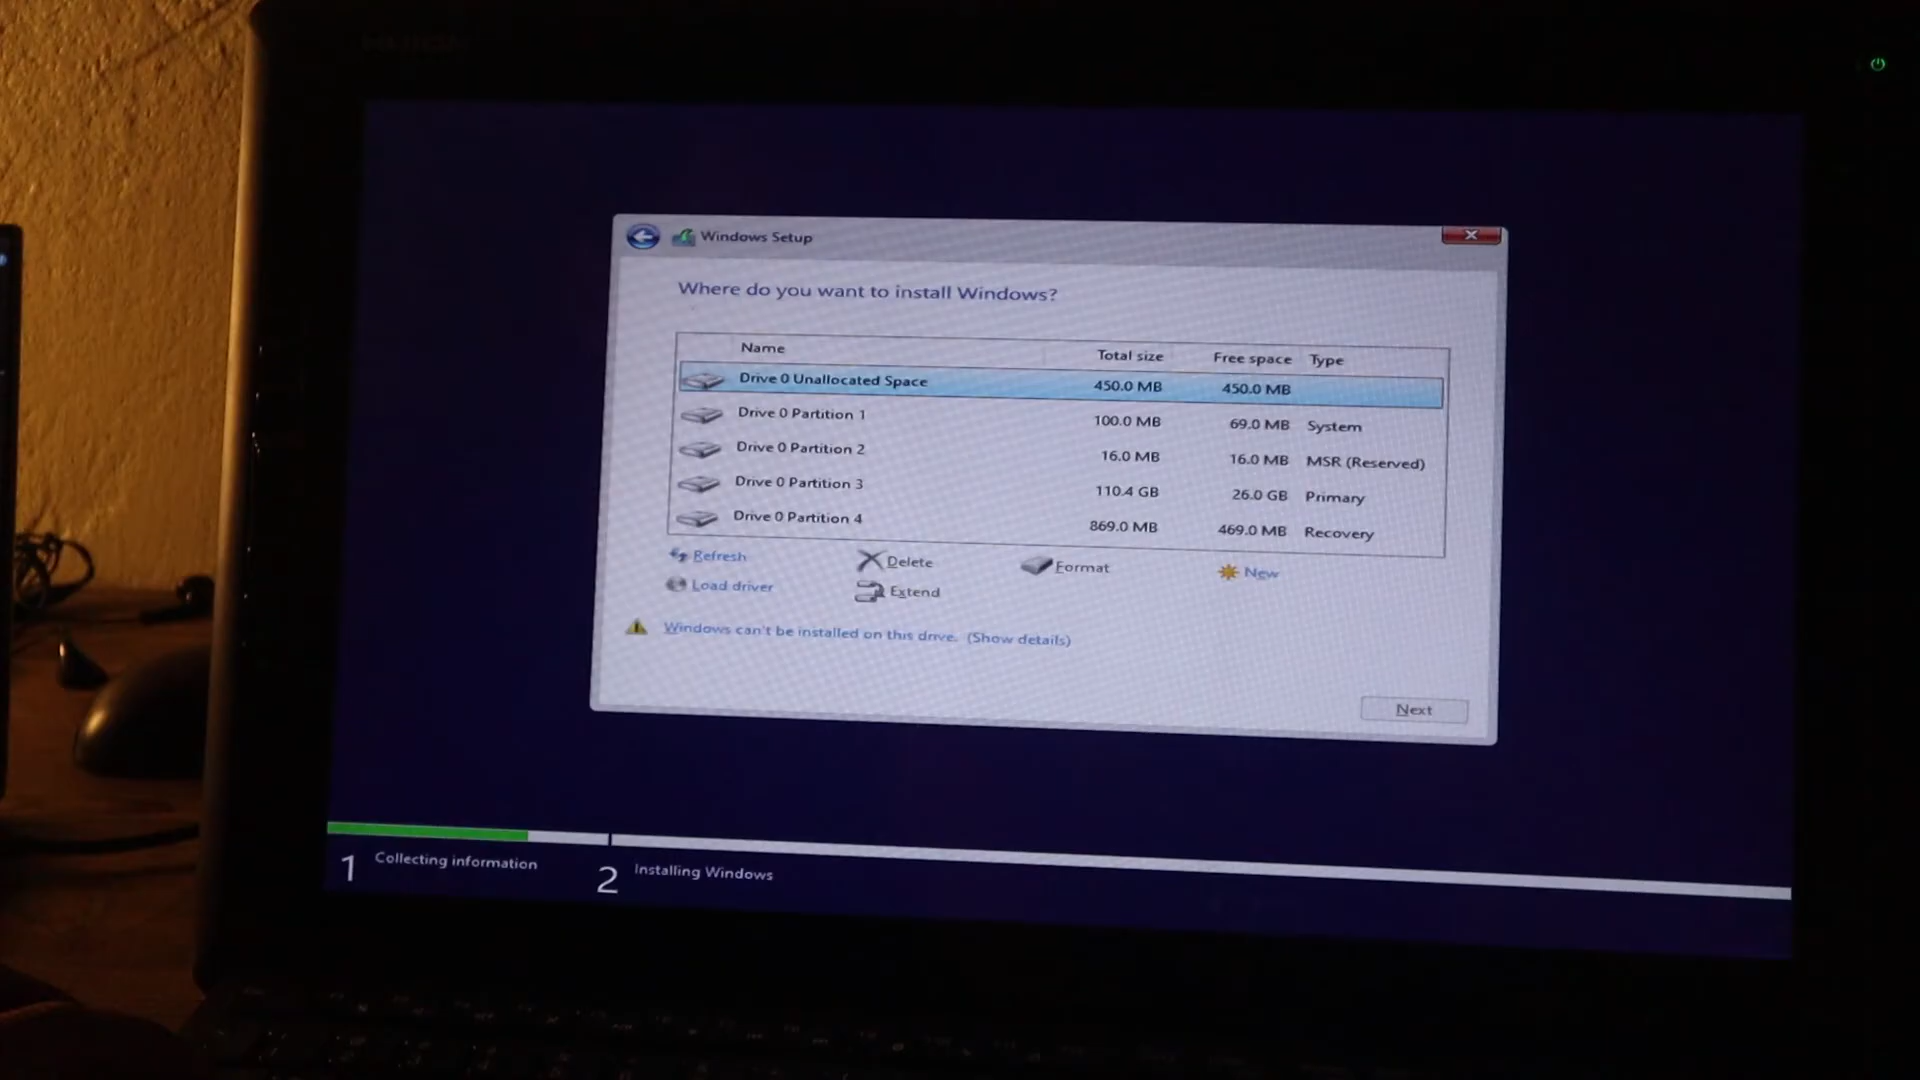 Windows Setup
Where do you want to install Windows?
Name Total size Free space Type
Drive 0 Unallocated Space 450.0 MB 450.0 MB
Drive 0 Partition 1 100.0 MB 69.0 MB System
Drive 0 Partition 2 16.0 MB 16.0 MB MSR (Reserved)
Drive 0 Partition 3 110.4 GB 26.0 GB Primary
Drive 0 Partition 4 869.0 MB 469.0 MB Recovery
Refresh Delete Format New
Load driver Extend
Windows can't be installed on this drive. (Show details)
Next
1 Collecting information 2 Installing Windows